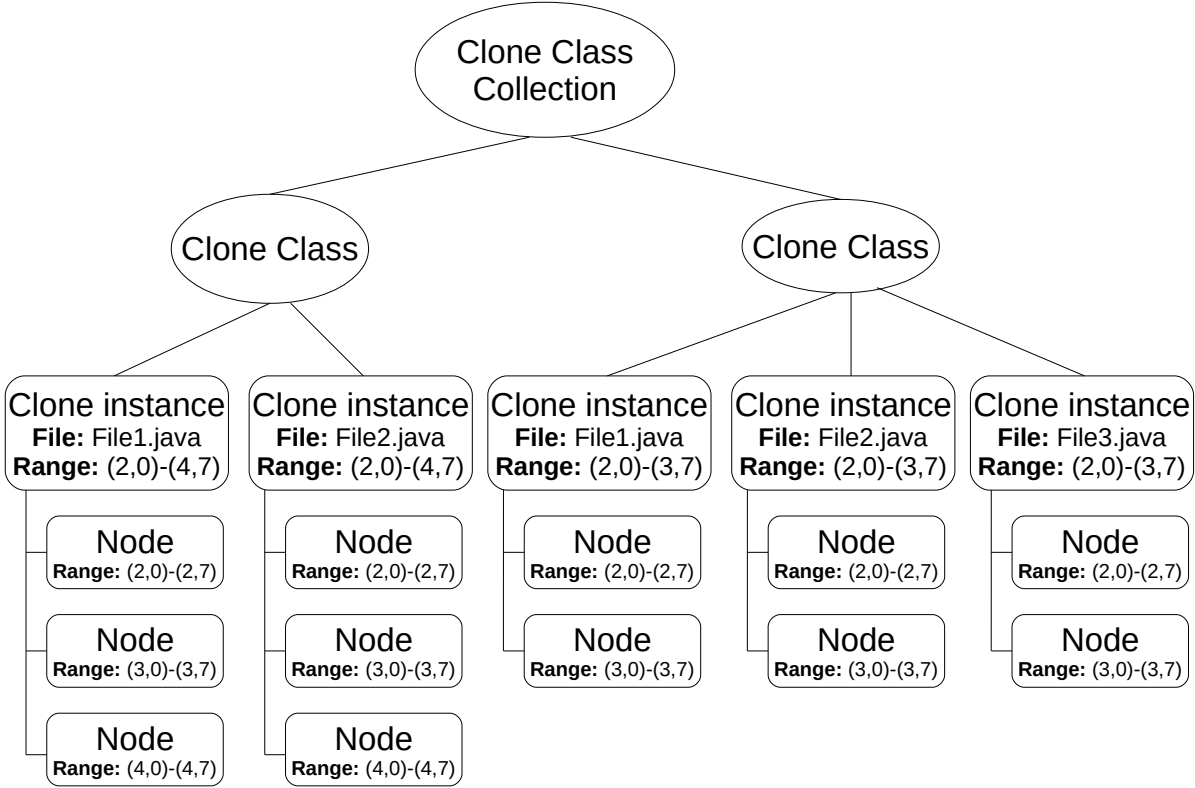 Clone Class
Collection
Clone Class
Clone Class
Clone instance
File: File1.java
Range: (2,0)-(4,7)
Clone instance
File: File2.java
Range: (2,0)-(4,7)
Clone instance
File: File1.java
Range: (2,0)-(3,7)
Clone instance
File: File2.java
Range: (2,0)-(3,7)
Clone instance
File: File3.java
Range: (2,0)-(3,7)
Node
Range: (2,0)-(2,7)
Node
Range: (2,0)-(2,7)
Node
Range: (2,0)-(2,7)
Node
Range: (2,0)-(2,7)
Node
Range: (2,0)-(2,7)
Node
Range: (3,0)-(3,7)
Node
Range: (3,0)-(3,7)
Node
Range: (3,0)-(3,7)
Node
Range: (3,0)-(3,7)
Node
Range: (3,0)-(3,7)
Node
Range: (4,0)-(4,7)
Node
Range: (4,0)-(4,7)